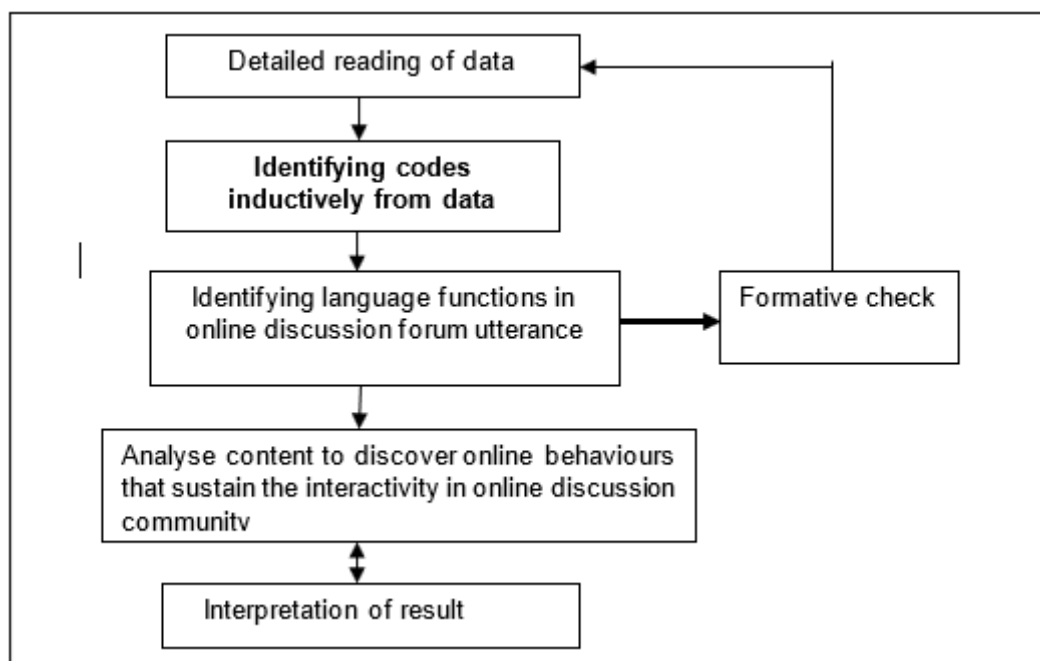 Detailed reading of data
Identifying codes
inductively from data
Identifying language functions in
online discussion forum utterance
Formative check
Analyse content to discover online behaviours
that sustain the interactivity in online discussion
community
Interpretation of result